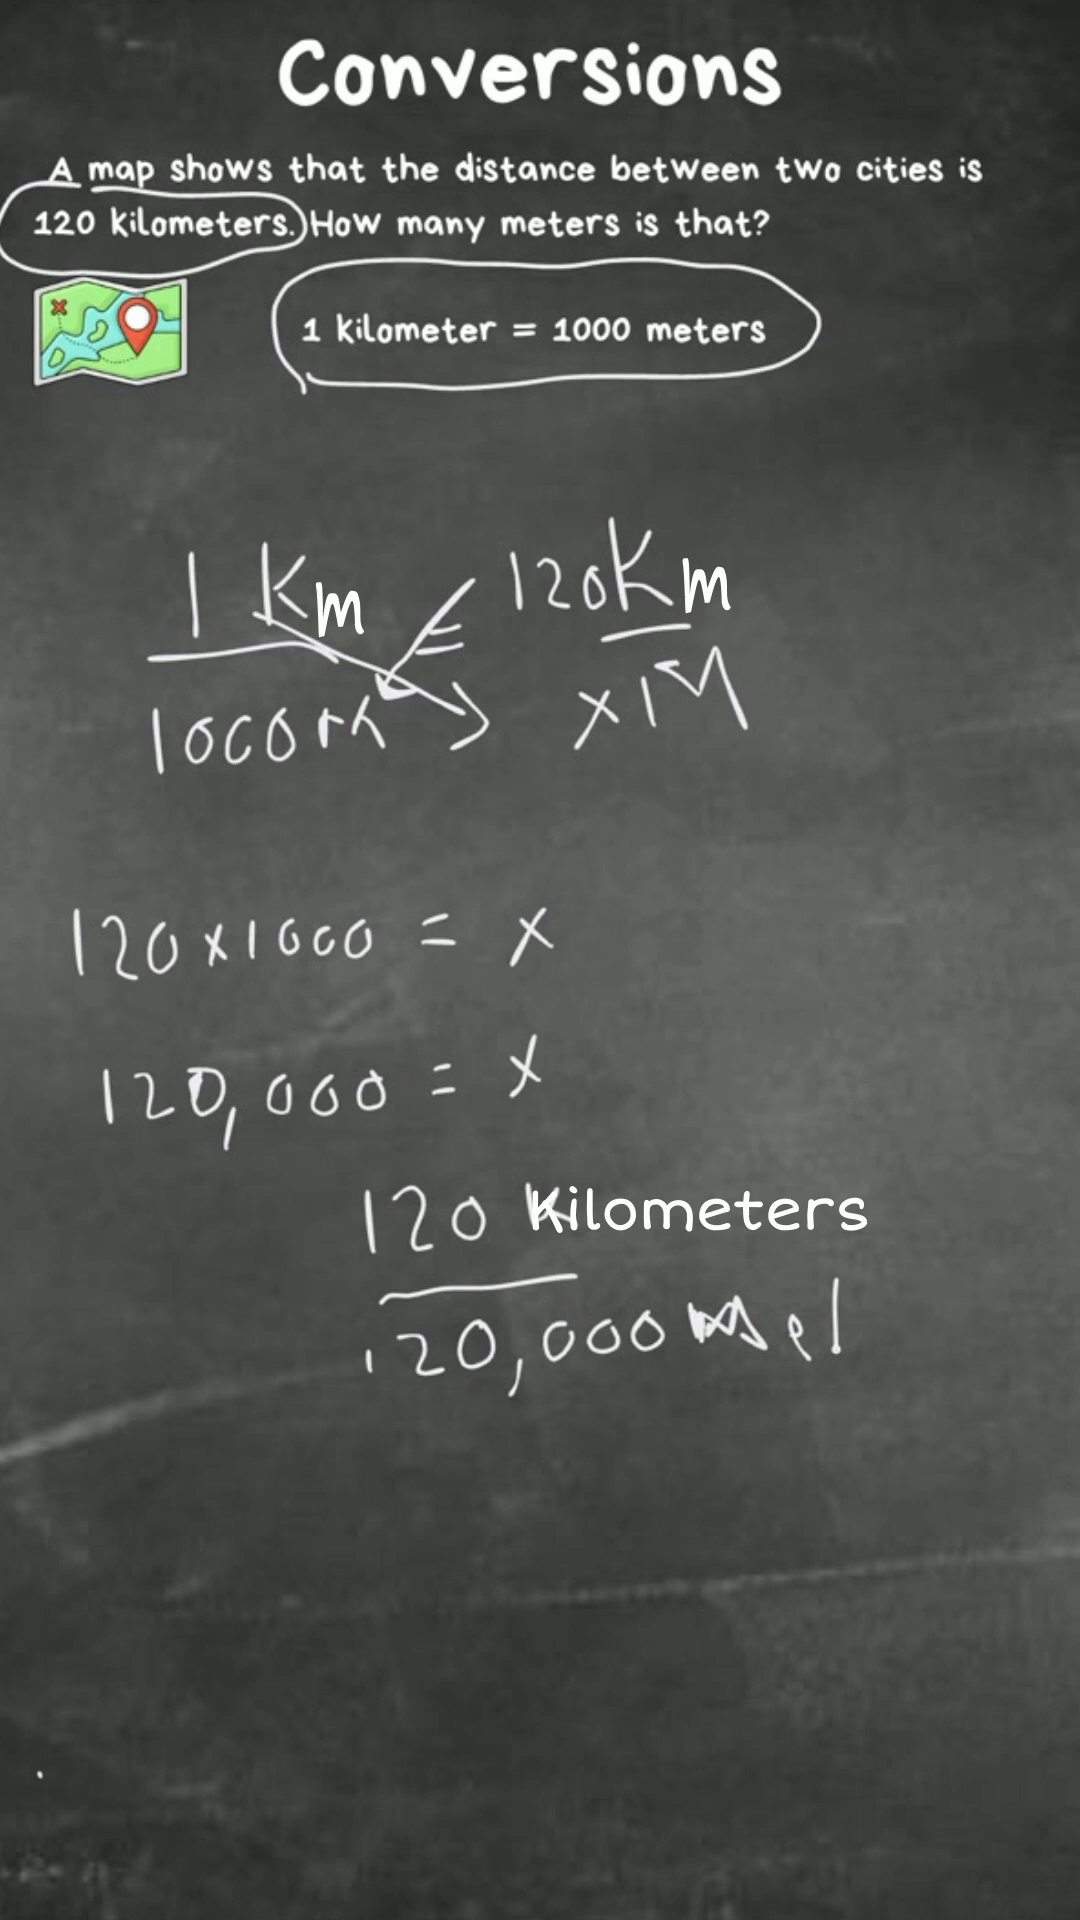 Conversions
A map shows that the distance between two cities is
120 kilometers. How many meters is that?
1 kilometer = 1000 meters
1 Km = 120Km
1000m x M
120 x 1000 = x
120,000 = x
120 Kilometers
120,000